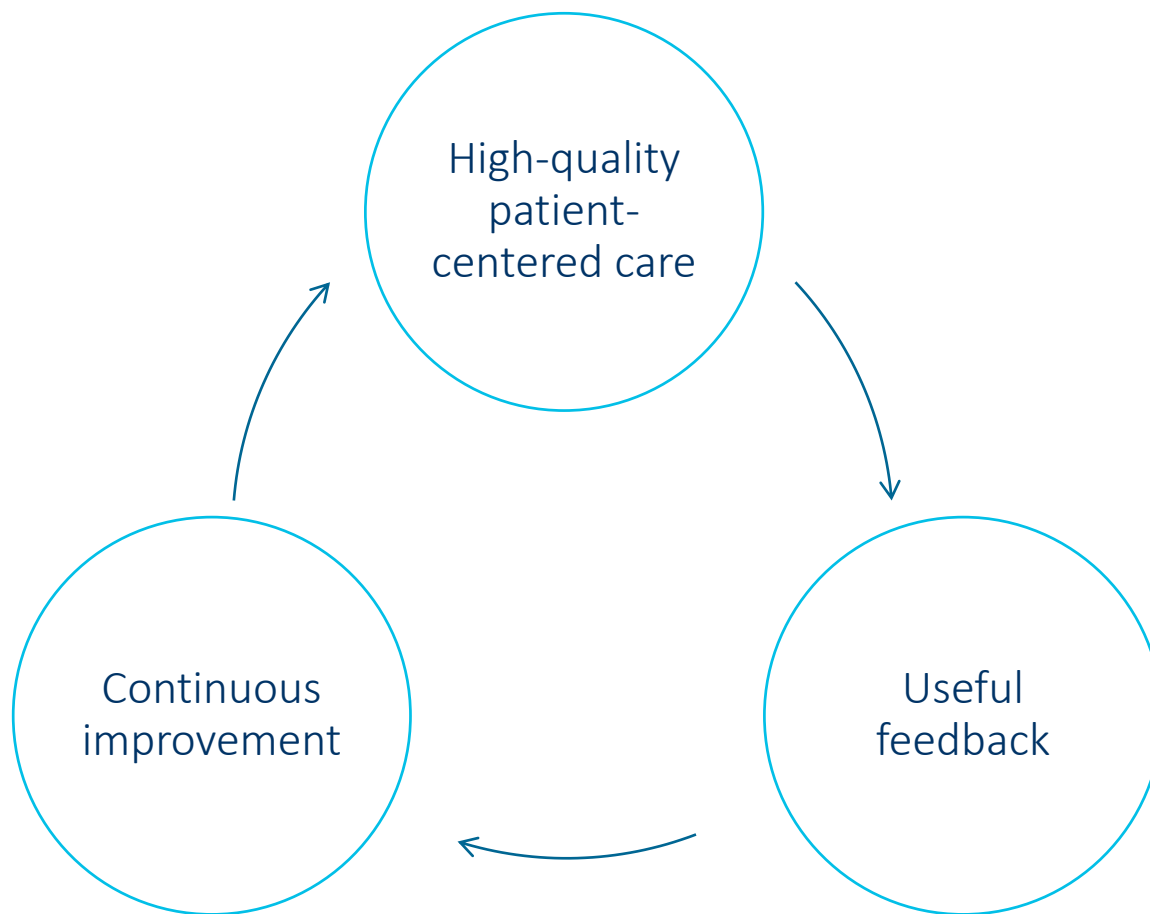 High-quality
patient-
centered care
Continuous
improvement
Useful
feedback